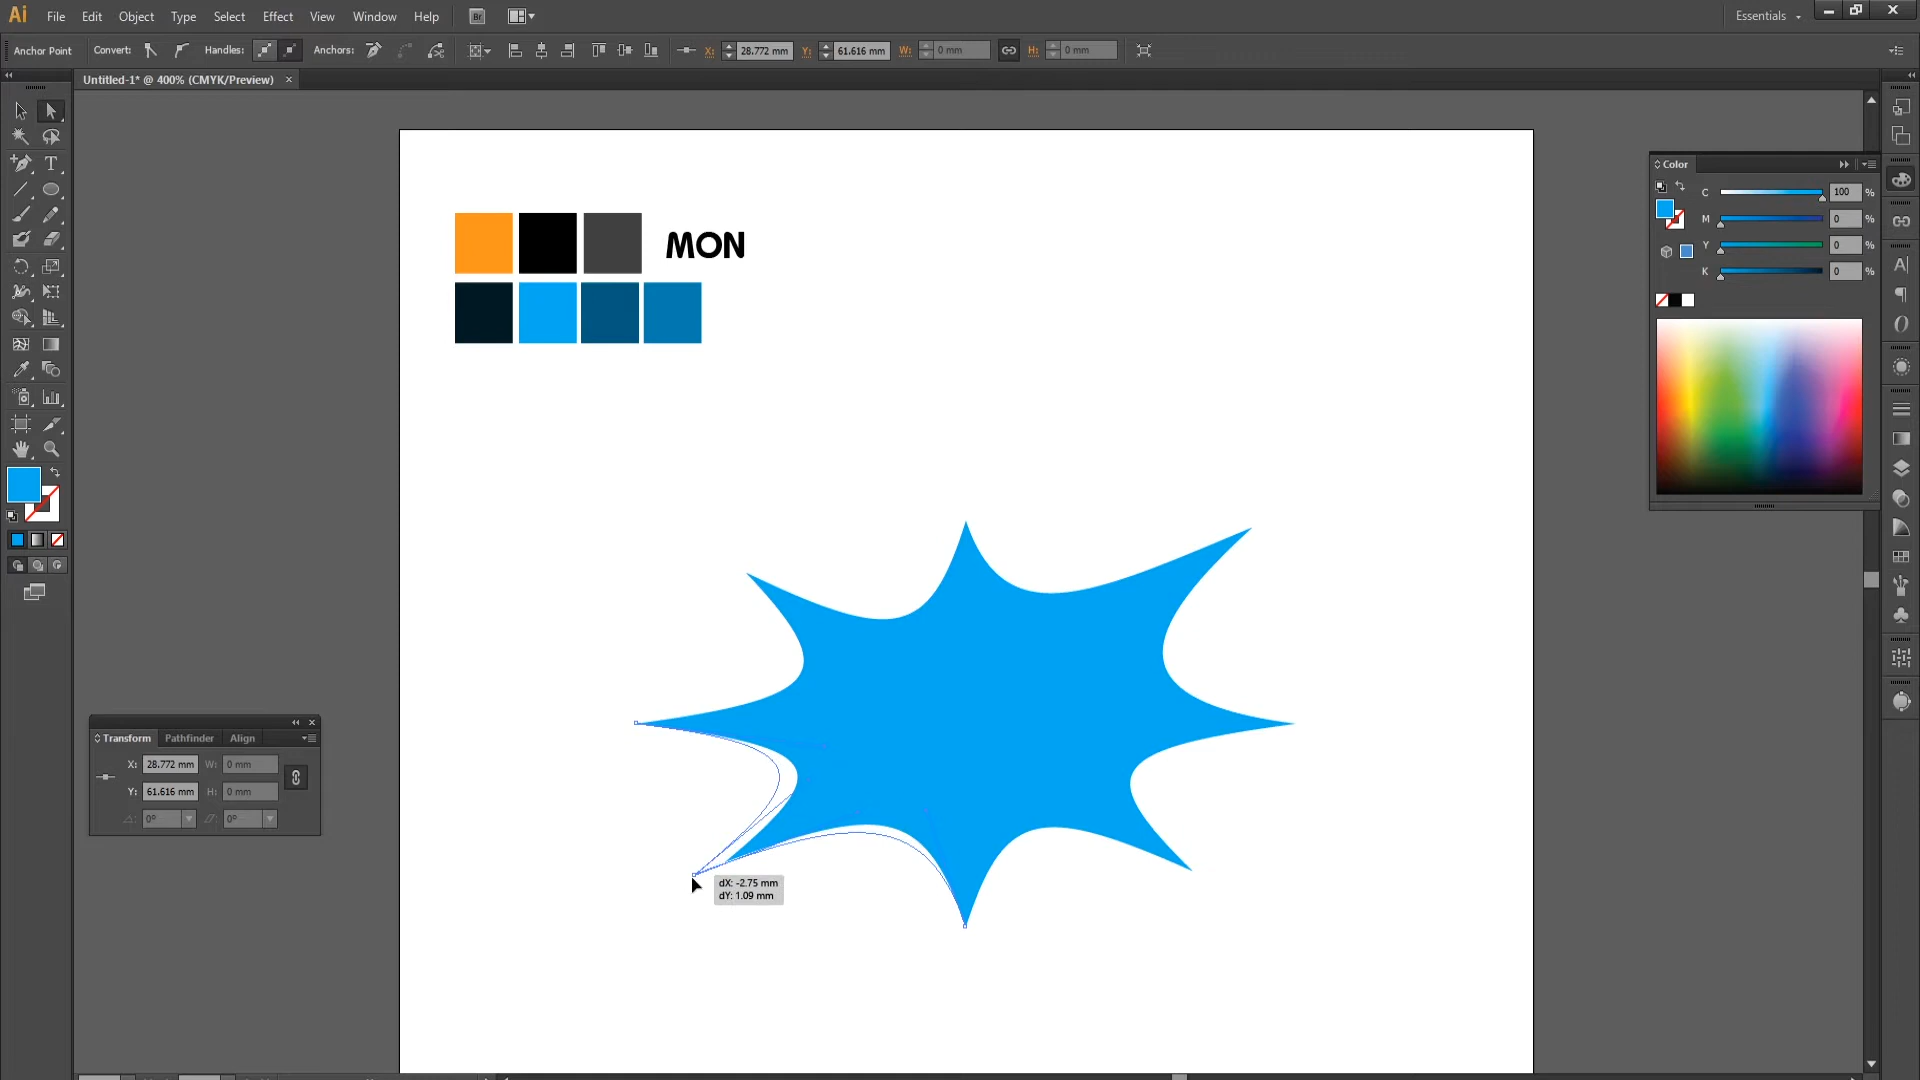 Ai File Edit Object Type Select Effect View Window Help Br Essentials
Anchor Point Convert: Handles: Anchors: X: 28.772 mm Y: 61.616 mm W: 0 mm H: 0 mm
Untitled-1* @ 400% (CMYK/Preview) ×
Color
C 100 %
M 0 %
Y 0 %
K 0 %
MON
Transform Pathfinder Align
X: 28.772 mm W: 0 mm
Y: 61.616 mm H: 0 mm
0° 0°
dX: -2.75 mm
dY: 1.09 mm